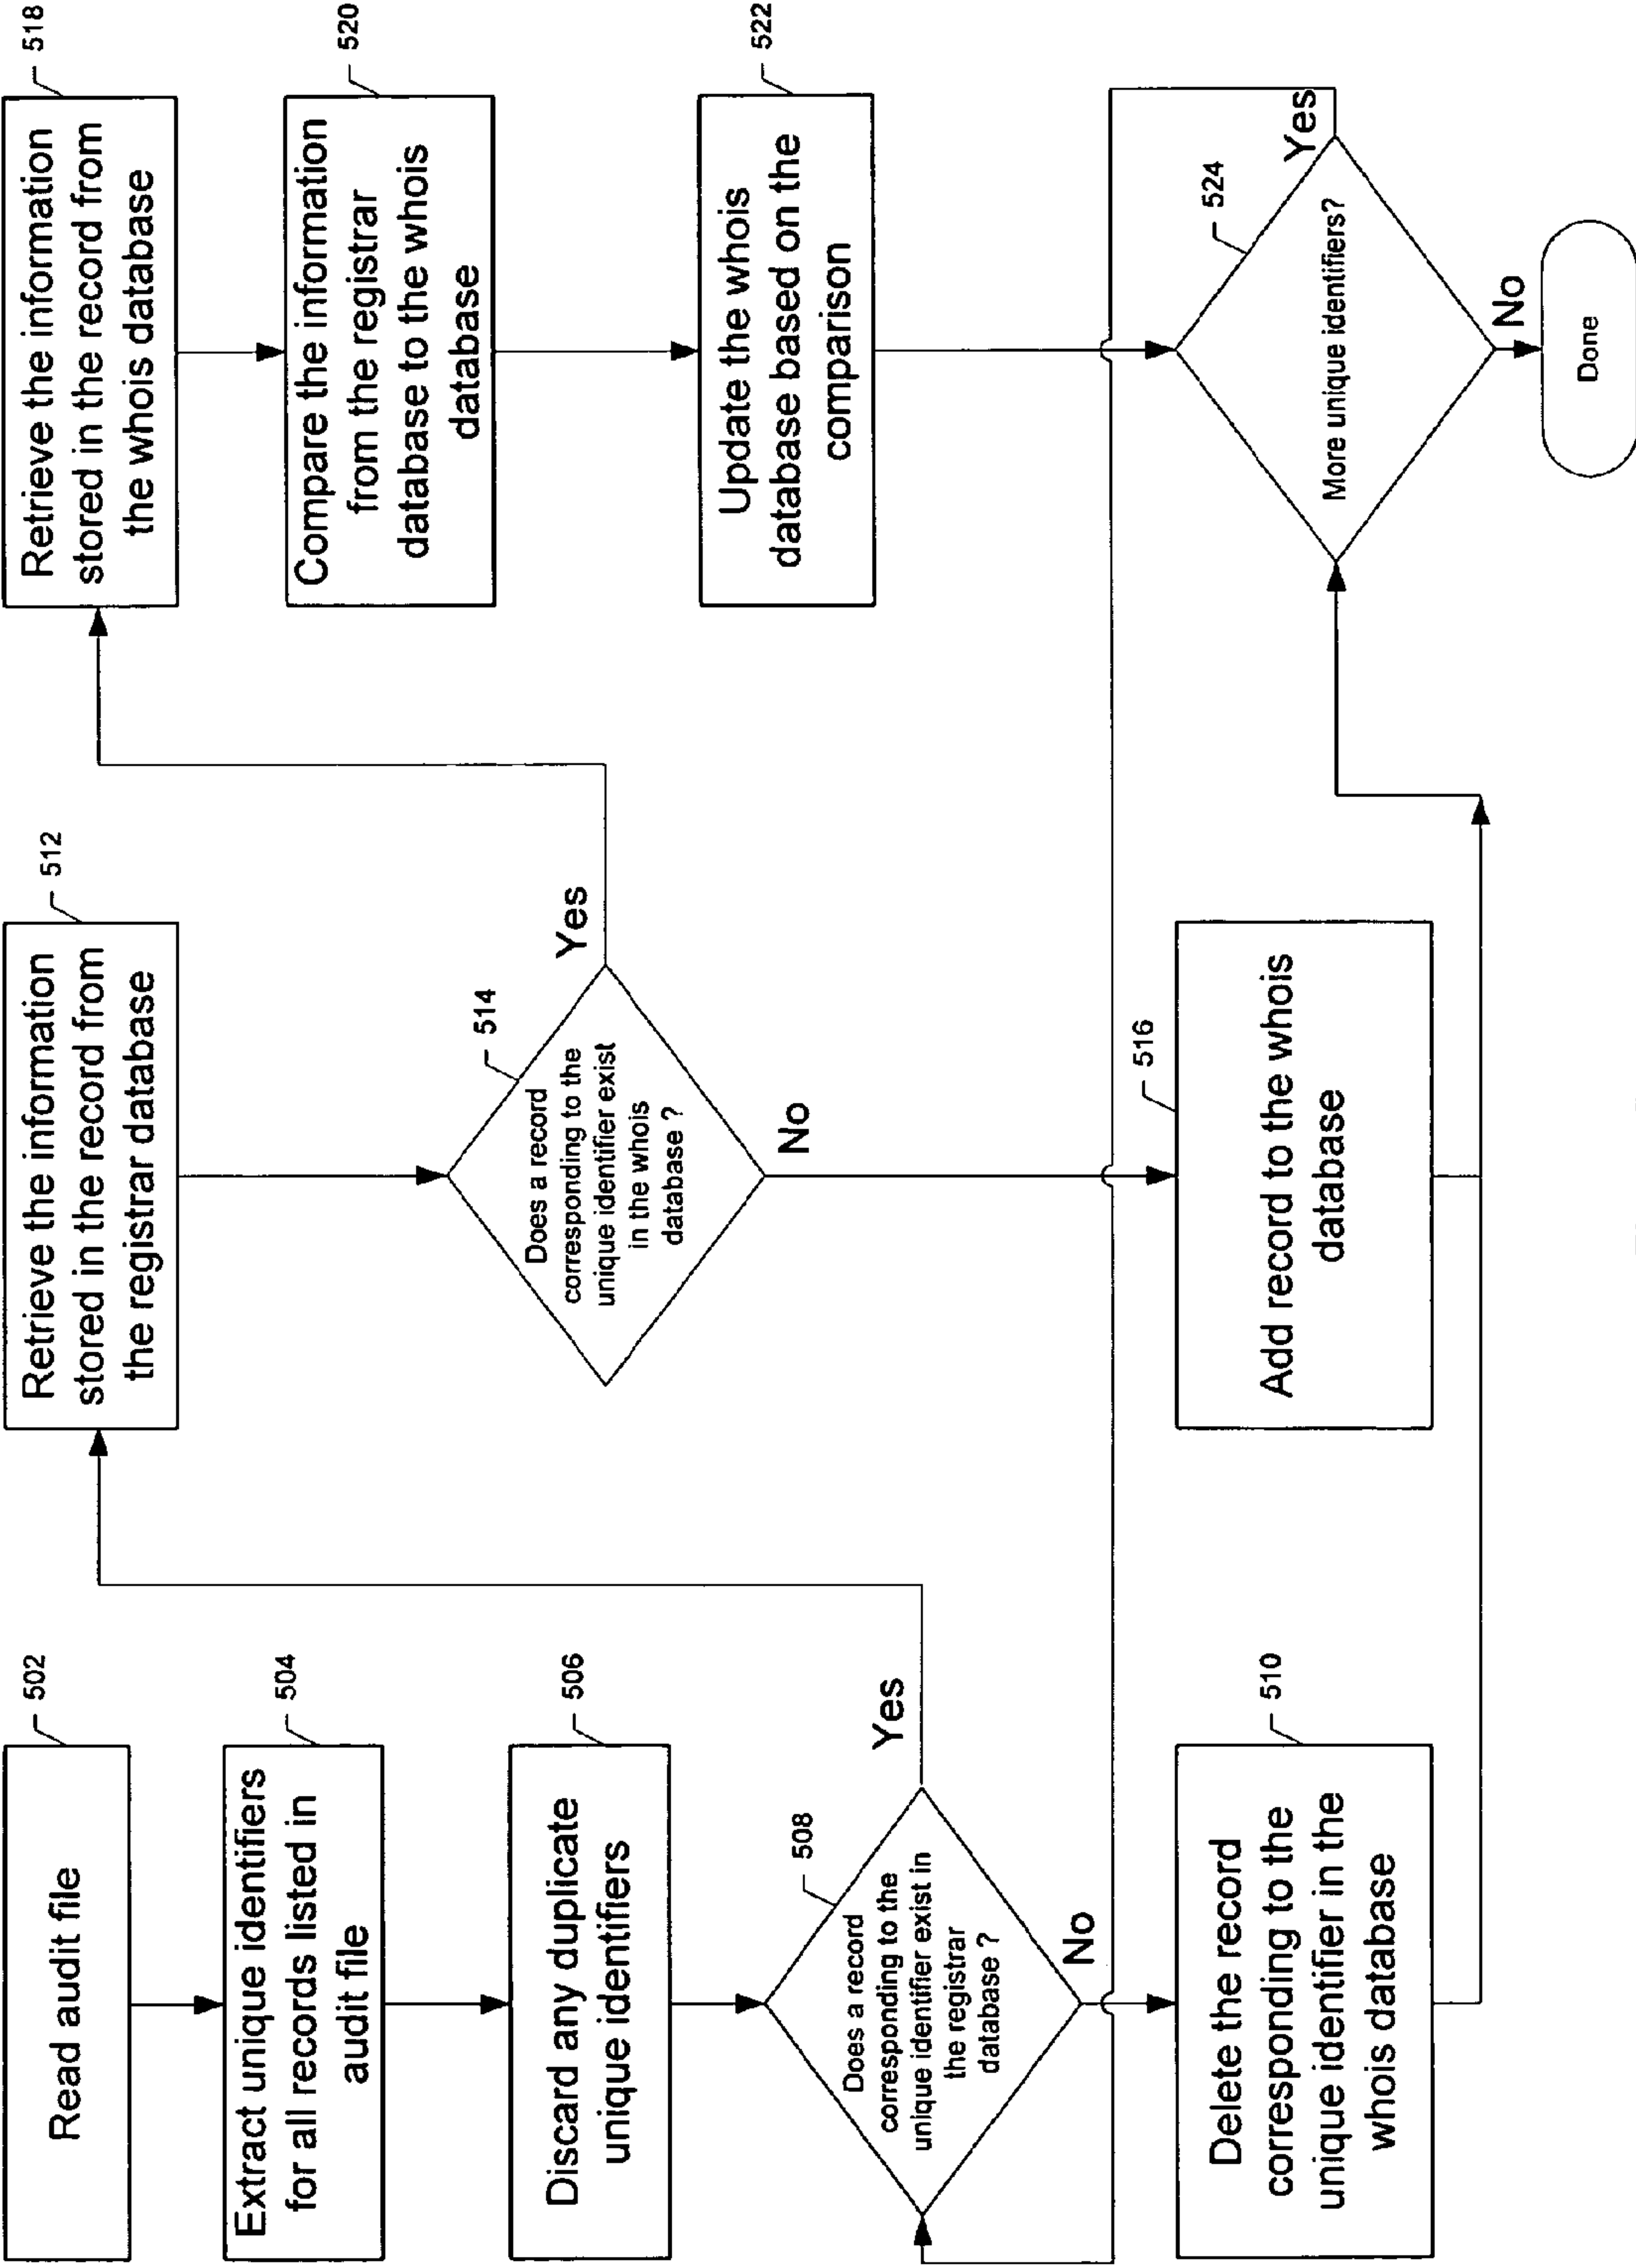 502
Read audit file
504
Extract unique identifiers
for all records listed in
audit file
506
Discard any duplicate
unique identifiers
508
Does a record
corresponding to the
unique identifier exist in
the registrar
database ?
Yes
No
510
Delete the record
corresponding to the
unique identifier in the
whois database
512
Retrieve the information
stored in the record from
the registrar database
514
Does a record
corresponding to the
unique identifier exist
in the whois
database ?
Yes
No
516
Add record to the whois
database
518
Retrieve the information
stored in the record from
the whois database
520
Compare the information
from the registrar
database to the whois
database
522
Update the whois
database based on the
comparison
524
More unique identifiers?
Yes
No
Done